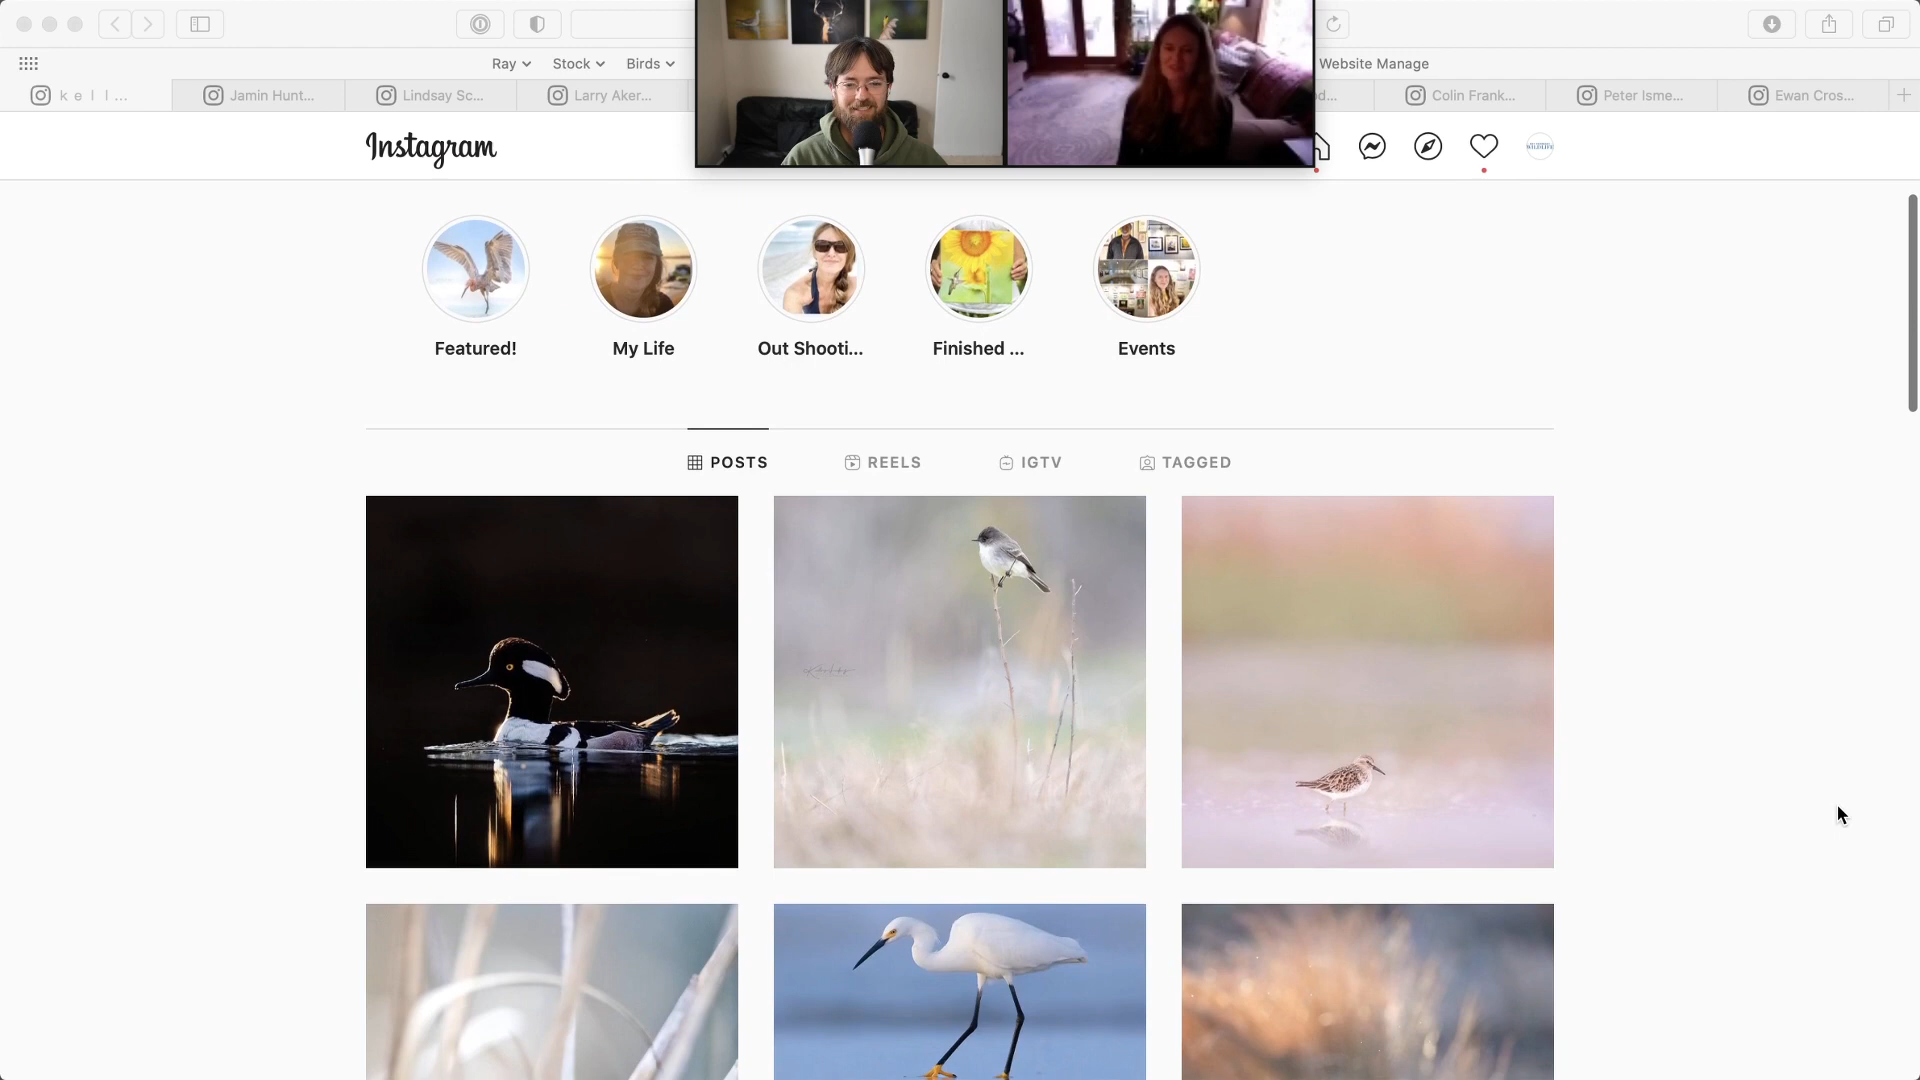 Ray Stock Birds Website Manage
k e l l ... Jamin Hunt... Lindsay Sc... Larry Aker... d... Colin Frank... Peter Isme... Ewan Cros...
Instagram
Featured! My Life Out Shooti... Finished ... Events
POSTS REELS IGTV TAGGED